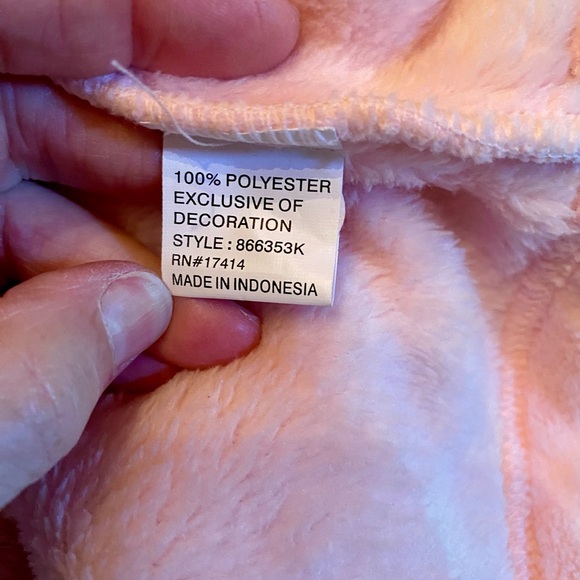 100% POLYESTER
EXCLUSIVE OF
DECORATION
STYLE : 866353K
RN#17414
MADE IN INDONESIA